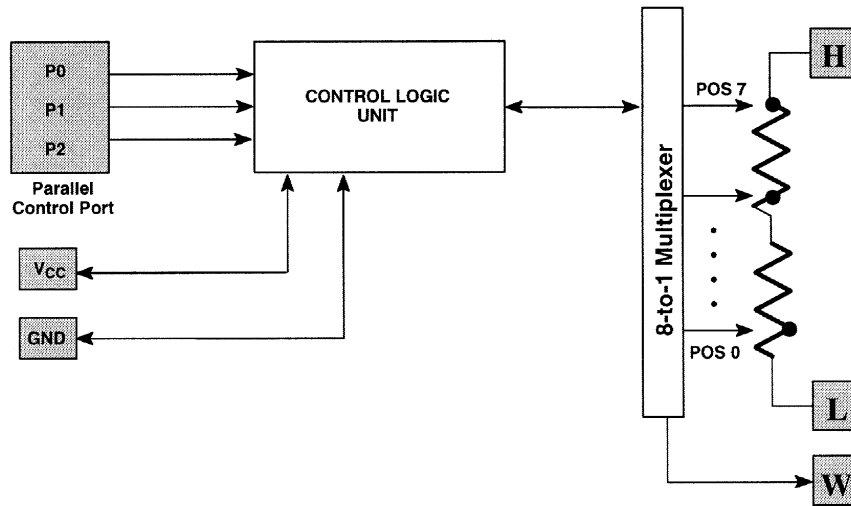 P0
P1
P2
Parallel
Control Port
CONTROL LOGIC
UNIT
VCC
GND
8-to-1 Multiplexer
POS 7
POS 0
H
L
W